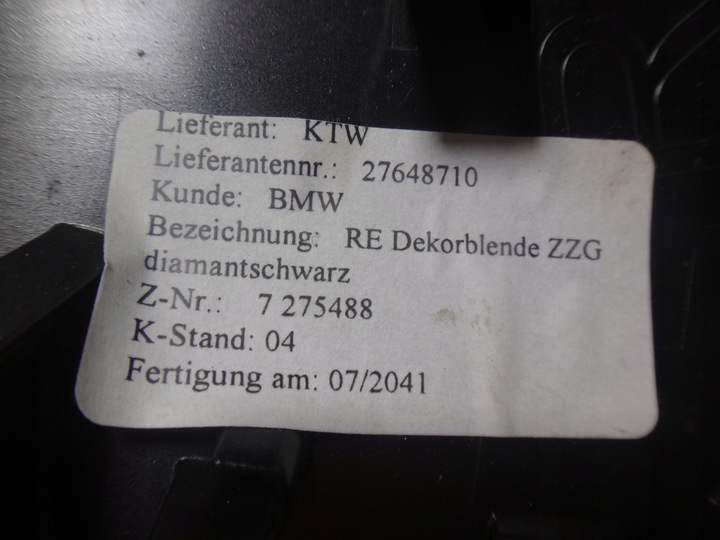 Lieferant: KTW
Lieferantennr.: 27648710
Kunde: BMW
Bezeichnung: RE Dekorblende ZZG
diamantschwarz
Z-Nr.: 7 275488
K-Stand: 04
Fertigung am: 07/2041